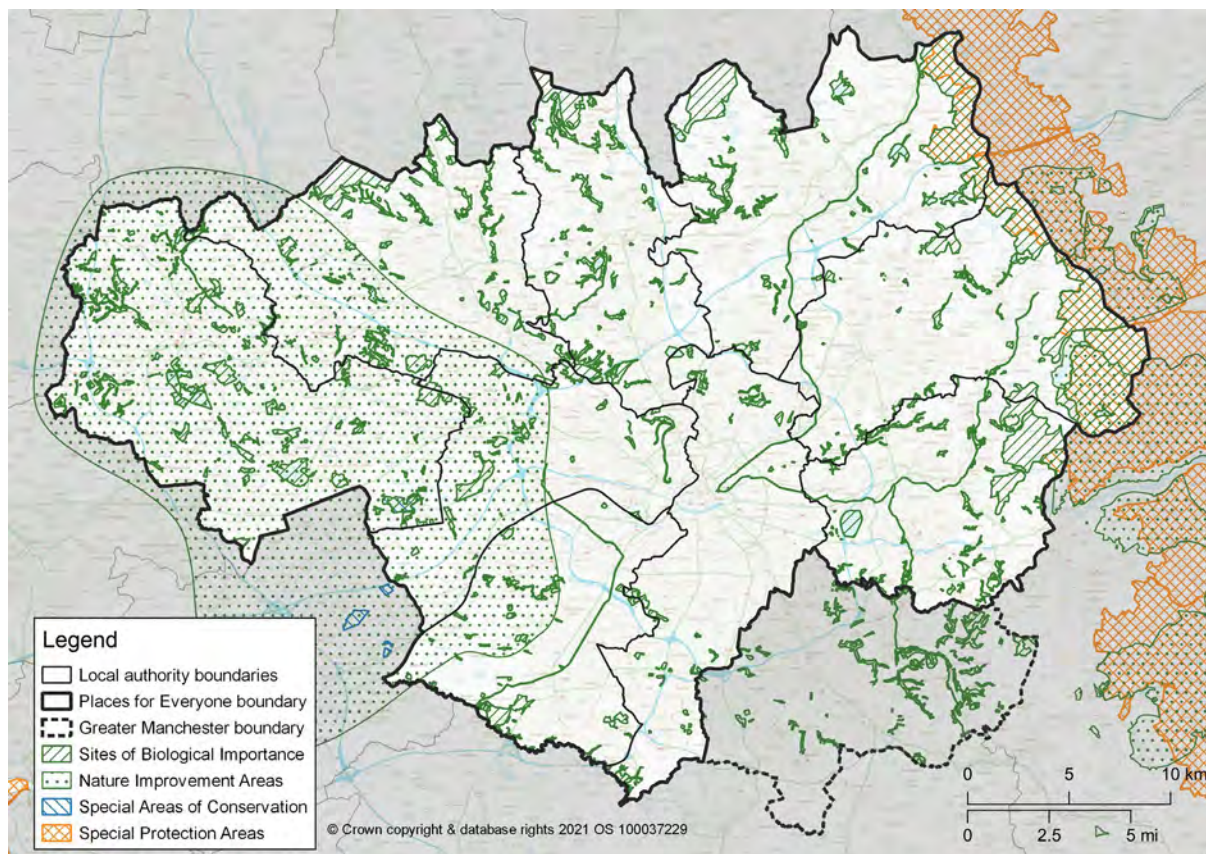 Legend
Local authority boundaries
Places for Everyone boundary
Greater Manchester boundary
Sites of Biological Importance
Nature Improvement Areas
Special Areas of Conservation
Special Protection Areas
© Crown copyright & database rights 2021 OS 100037229
0 5 10 km
0 2.5 5 mi